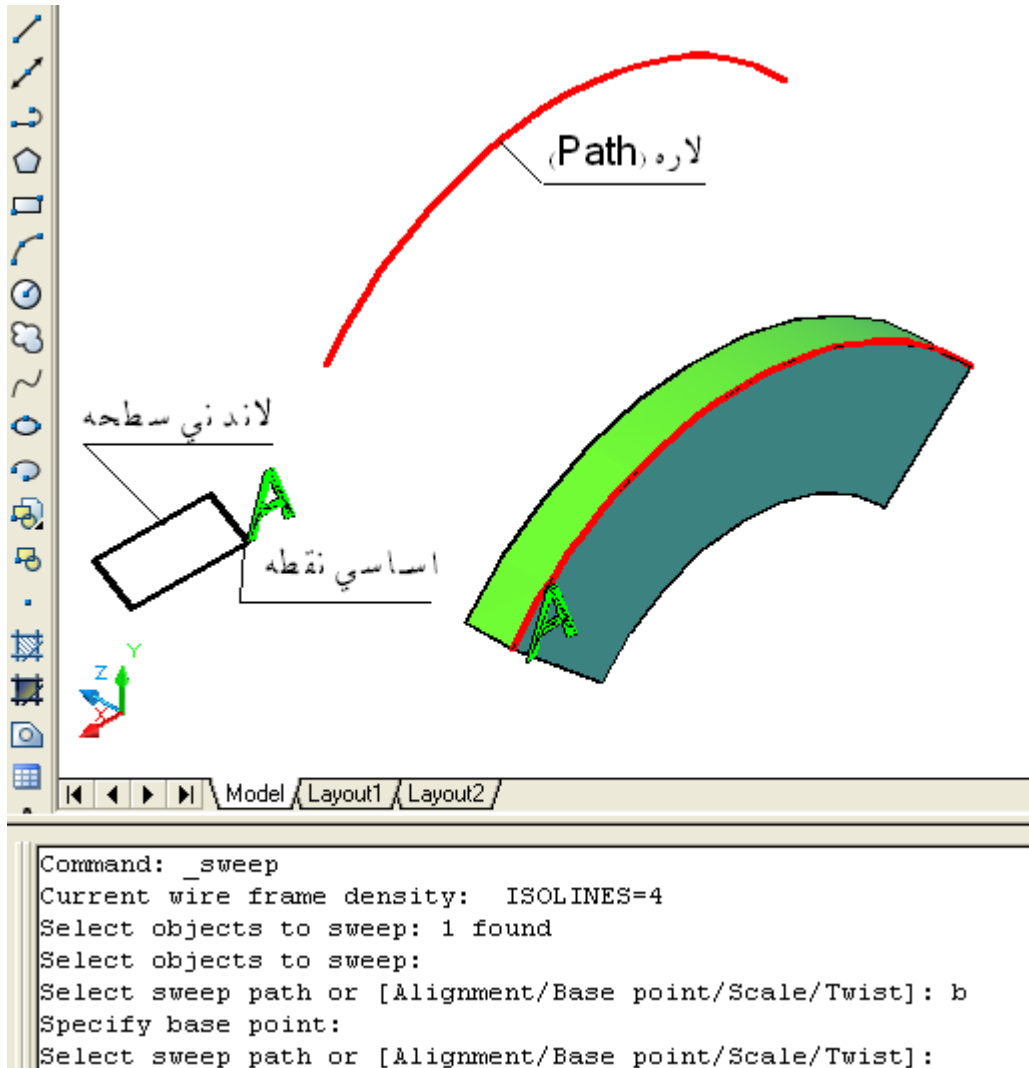 لاره (Path)
لاندني سطحه
A
اساسي نقطه
A
Y
Z
X
Model
Layout1
Layout2
Command: _sweep
Current wire frame density:  ISOLINES=4
Select objects to sweep: 1 found
Select objects to sweep:
Select sweep path or [Alignment/Base point/Scale/Twist]: b
Specify base point:
Select sweep path or [Alignment/Base point/Scale/Twist]: